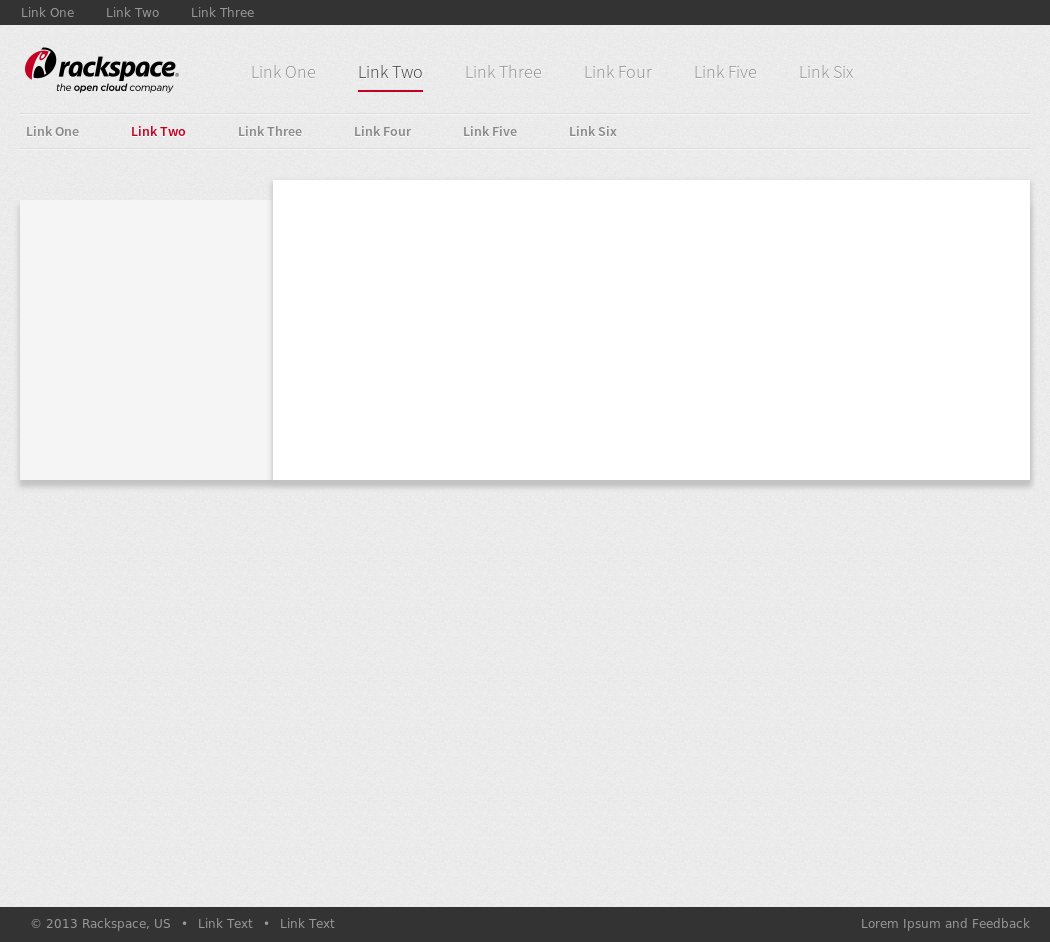 Link One Link Two Link Three
rackspace®
the open cloud company
Link One Link Two Link Three Link Four Link Five Link Six
Link One Link Two Link Three Link Four Link Five Link Six
© 2013 Rackspace, US • Link Text • Link Text Lorem Ipsum and Feedback